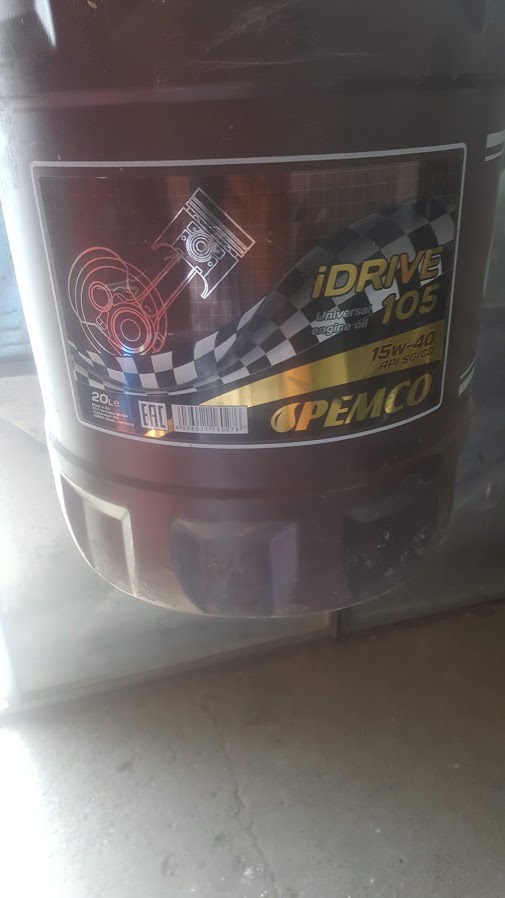 iDRIVE
105
Universal
engine oil
15W-40
API SG/CD
PEMCO
20L e
EAC